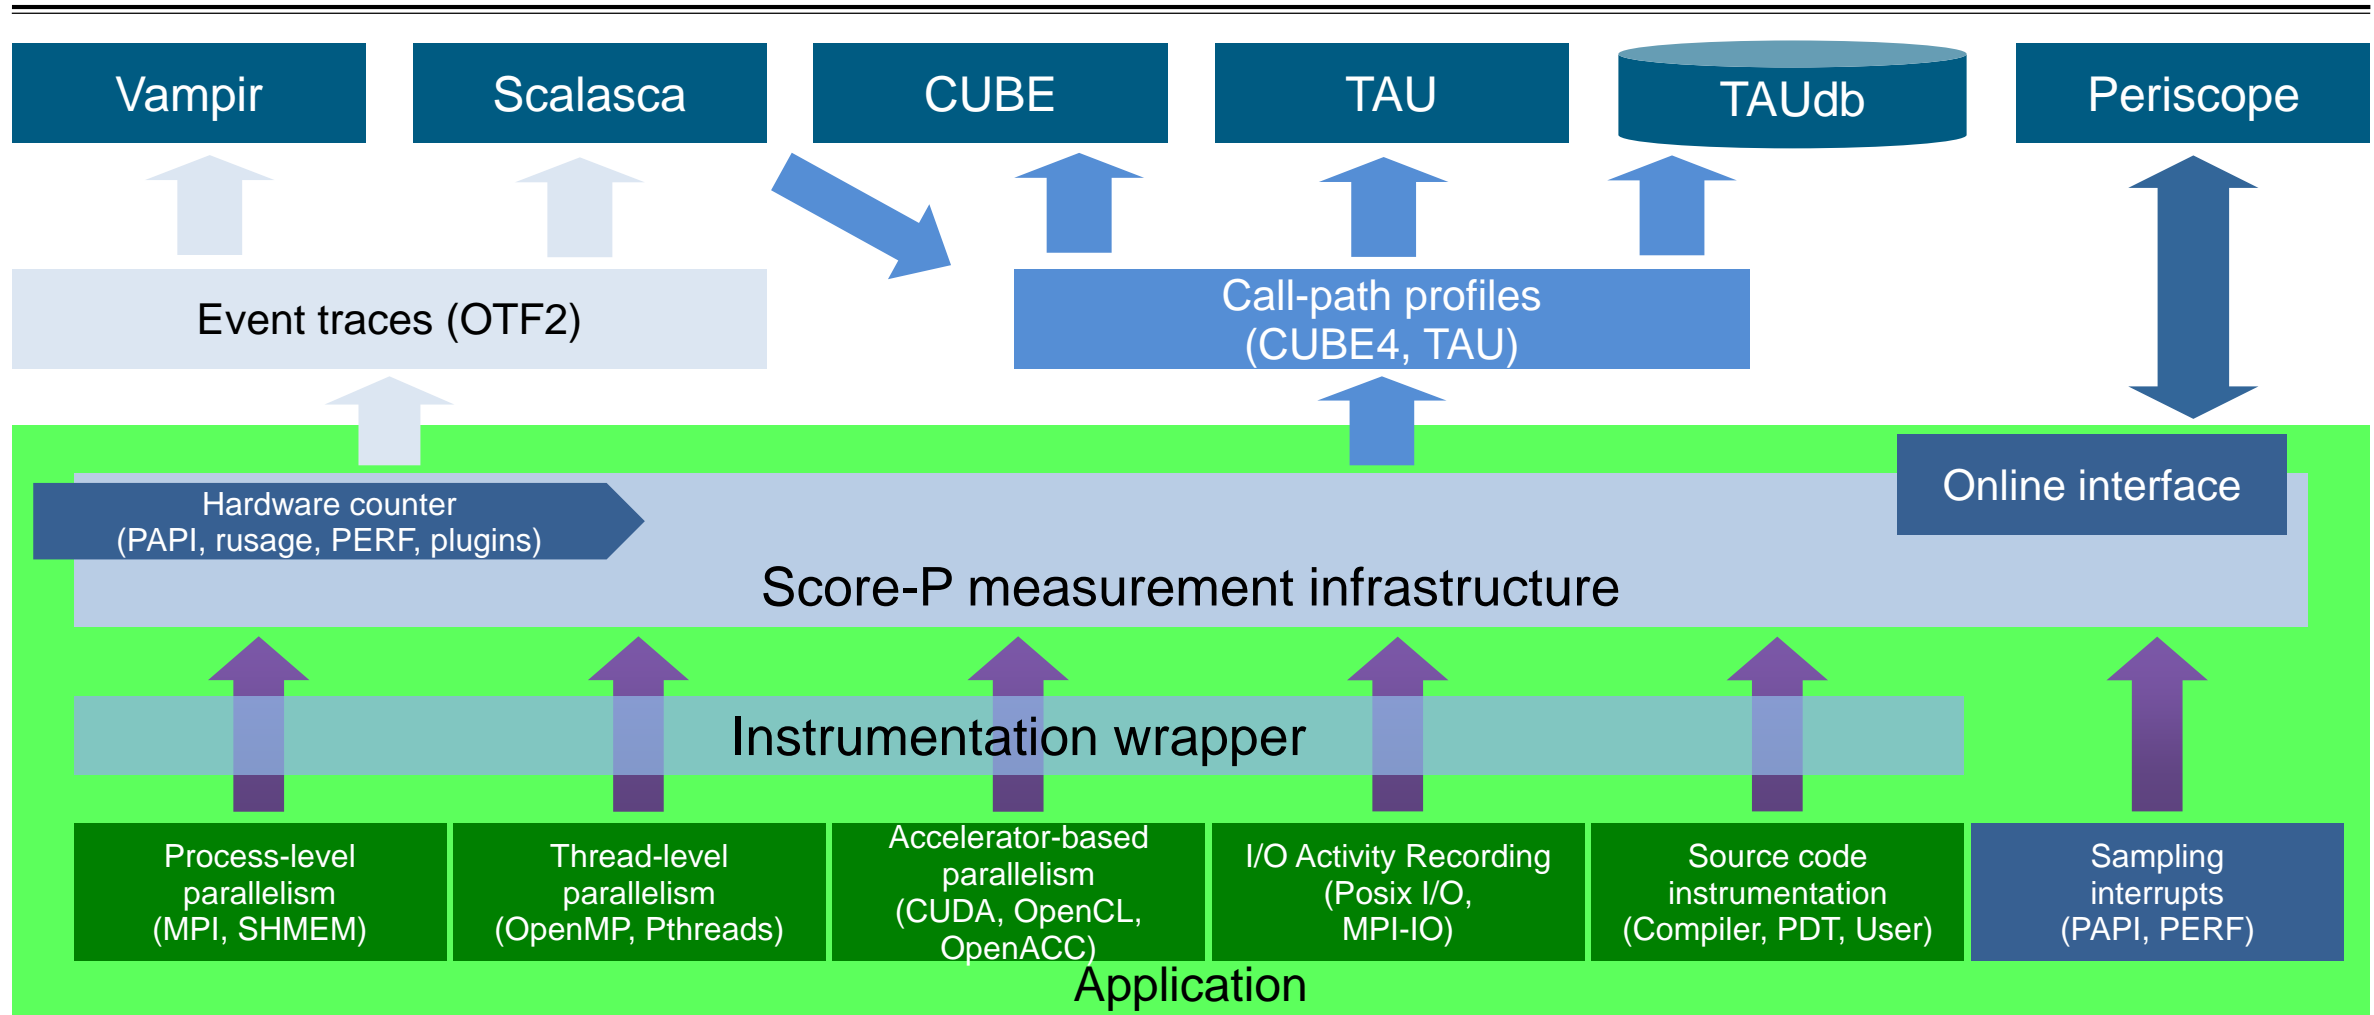 Vampir
Scalasca
CUBE
TAU
TAUdb
Periscope
Event traces (OTF2)
Call-path profiles
(CUBE4, TAU)
Online interface
Hardware counter
(PAPI, rusage, PERF, plugins)
Score-P measurement infrastructure
Instrumentation wrapper
Process-level
parallelism
(MPI, SHMEM)
Thread-level
parallelism
(OpenMP, Pthreads)
Accelerator-based
parallelism
(CUDA, OpenCL,
OpenACC)
I/O Activity Recording
(Posix I/O,
MPI-IO)
Source code
instrumentation
(Compiler, PDT, User)
Sampling
interrupts
(PAPI, PERF)
Application